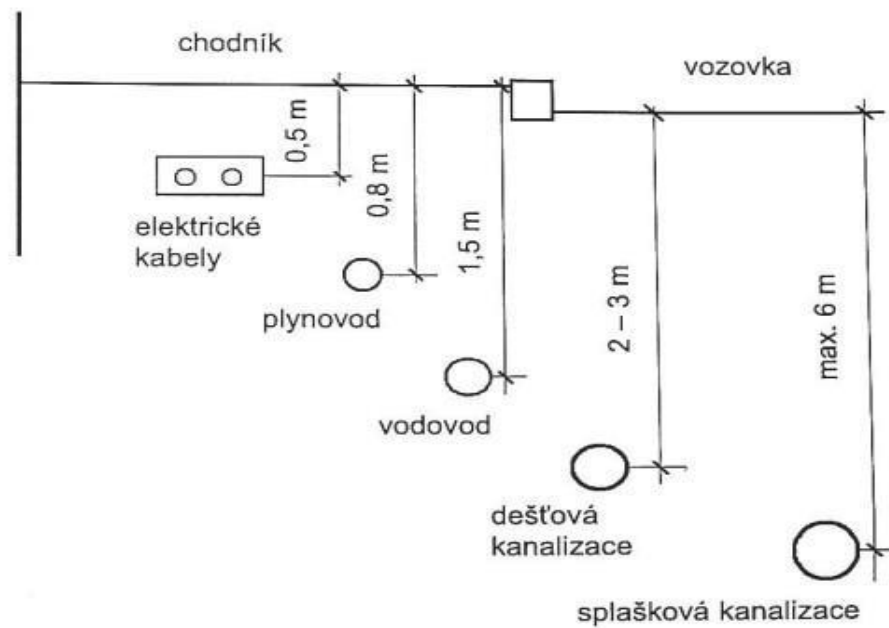 chodník
vozovka
0,5 m
0,8 m
1,5 m
2 – 3 m
max. 6 m
elektrické
kabely
plynovod
vodovod
dešťová
kanalizace
splašková kanalizace